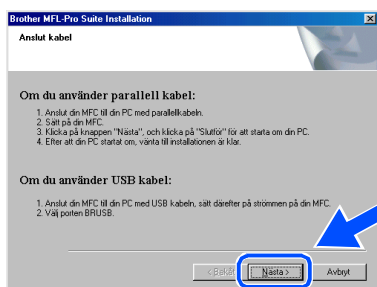 Brother MFL-Pro Suite Installation
Anslut kabel
Om du använder parallell kabel:
1. Anslut din MFC till din PC med parallellkabeln.
2. Sätt på din MFC.
3. Klicka på knappen "Nästa", och klicka på "Slutför" för att starta om din PC.
4. Efter att din PC startat om, vänta till installationen är klar.
Om du använder USB kabel:
1. Anslut din MFC till din PC med USB kabeln, sätt därefter på strömmen på din MFC.
2. Välj porten BRUSB.
< Bakåt Nästa > Avbryt